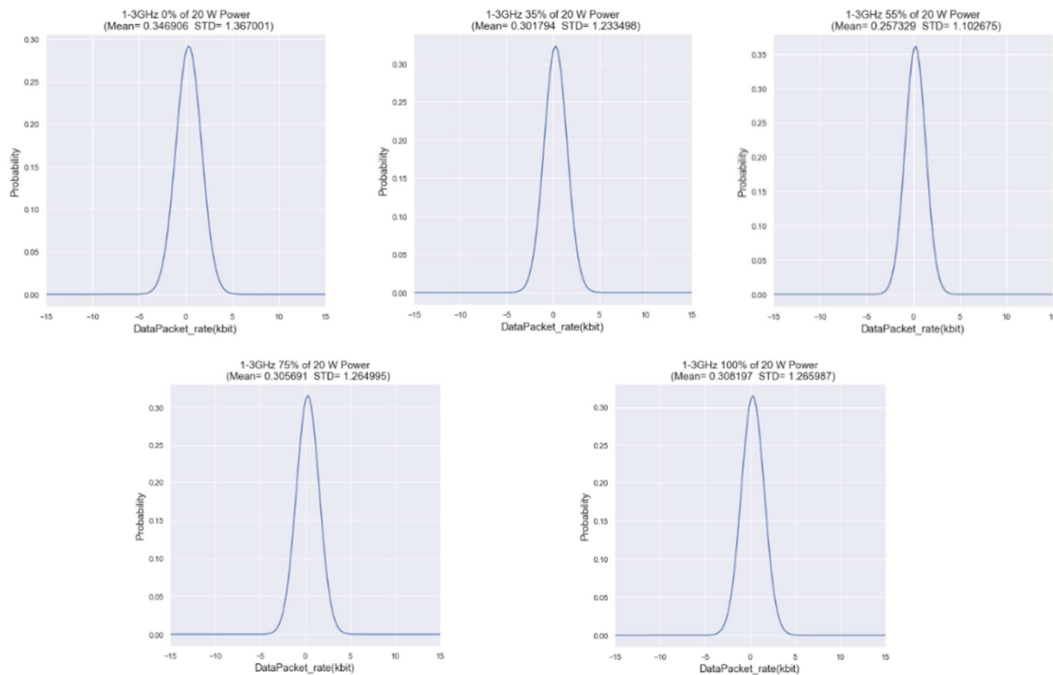 1-3GHz 0% of 20 W Power
(Mean= 0.346906 STD= 1.367001)
0.30
0.25
0.20
0.15
0.10
0.05
0.00
Probability
−15 −10 −5 0 5 10 15
DataPacket_rate(kbit)
1-3GHz 35% of 20 W Power
(Mean= 0.301794 STD= 1.233498)
0.30
0.25
0.20
0.15
0.10
0.05
0.00
Probability
−15 −10 −5 0 5 10 15
DataPacket_rate(kbit)
1-3GHz 55% of 20 W Power
(Mean= 0.257329 STD= 1.102675)
0.35
0.30
0.25
0.20
0.15
0.10
0.05
0.00
Probability
−15 −10 −5 0 5 10 15
DataPacket_rate(kbit)
1-3GHz 75% of 20 W Power
(Mean= 0.305691 STD= 1.264995)
0.30
0.25
0.20
0.15
0.10
0.05
0.00
Probability
−15 −10 −5 0 5 10 15
DataPacket_rate(kbit)
1-3GHz 100% of 20 W Power
(Mean= 0.308197 STD= 1.265987)
0.30
0.25
0.20
0.15
0.10
0.05
0.00
Probability
−15 −10 −5 0 5 10 15
DataPacket_rate(kbit)